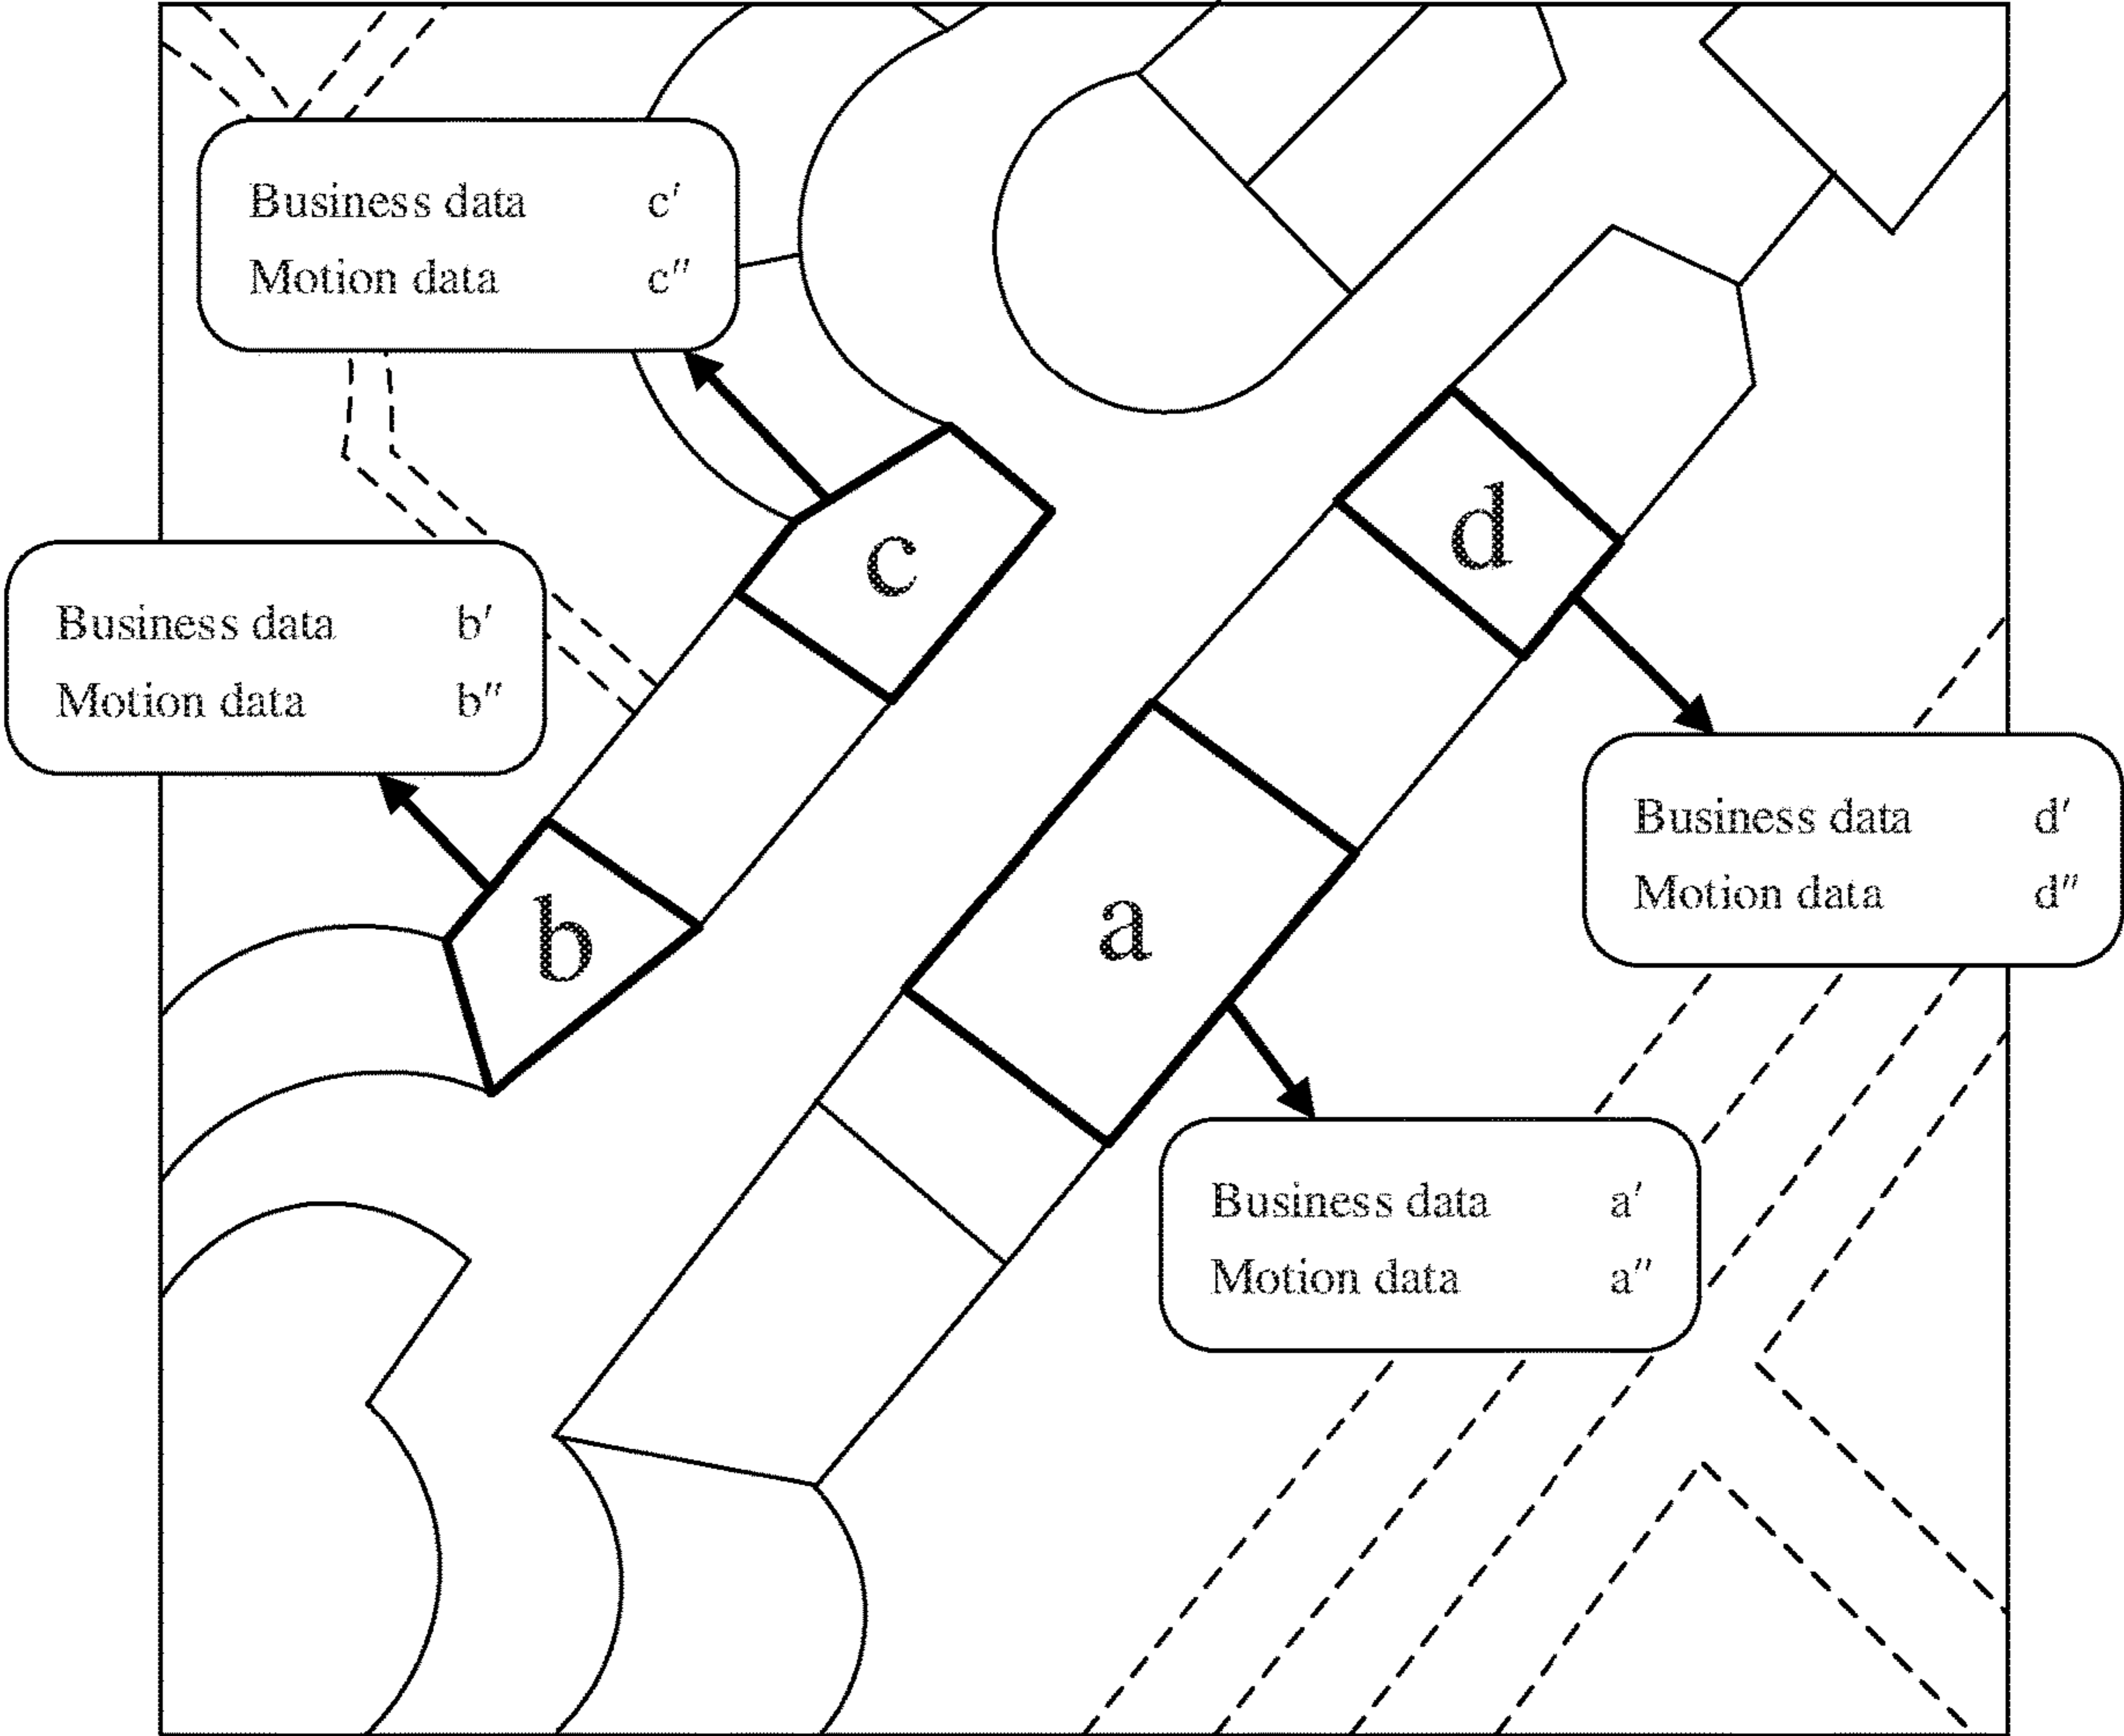 Business data c′
Motion data c″
c
d
Business data b′
Motion data b″
Business data d′
Motion data d″
b
a
Business data a′
Motion data a″